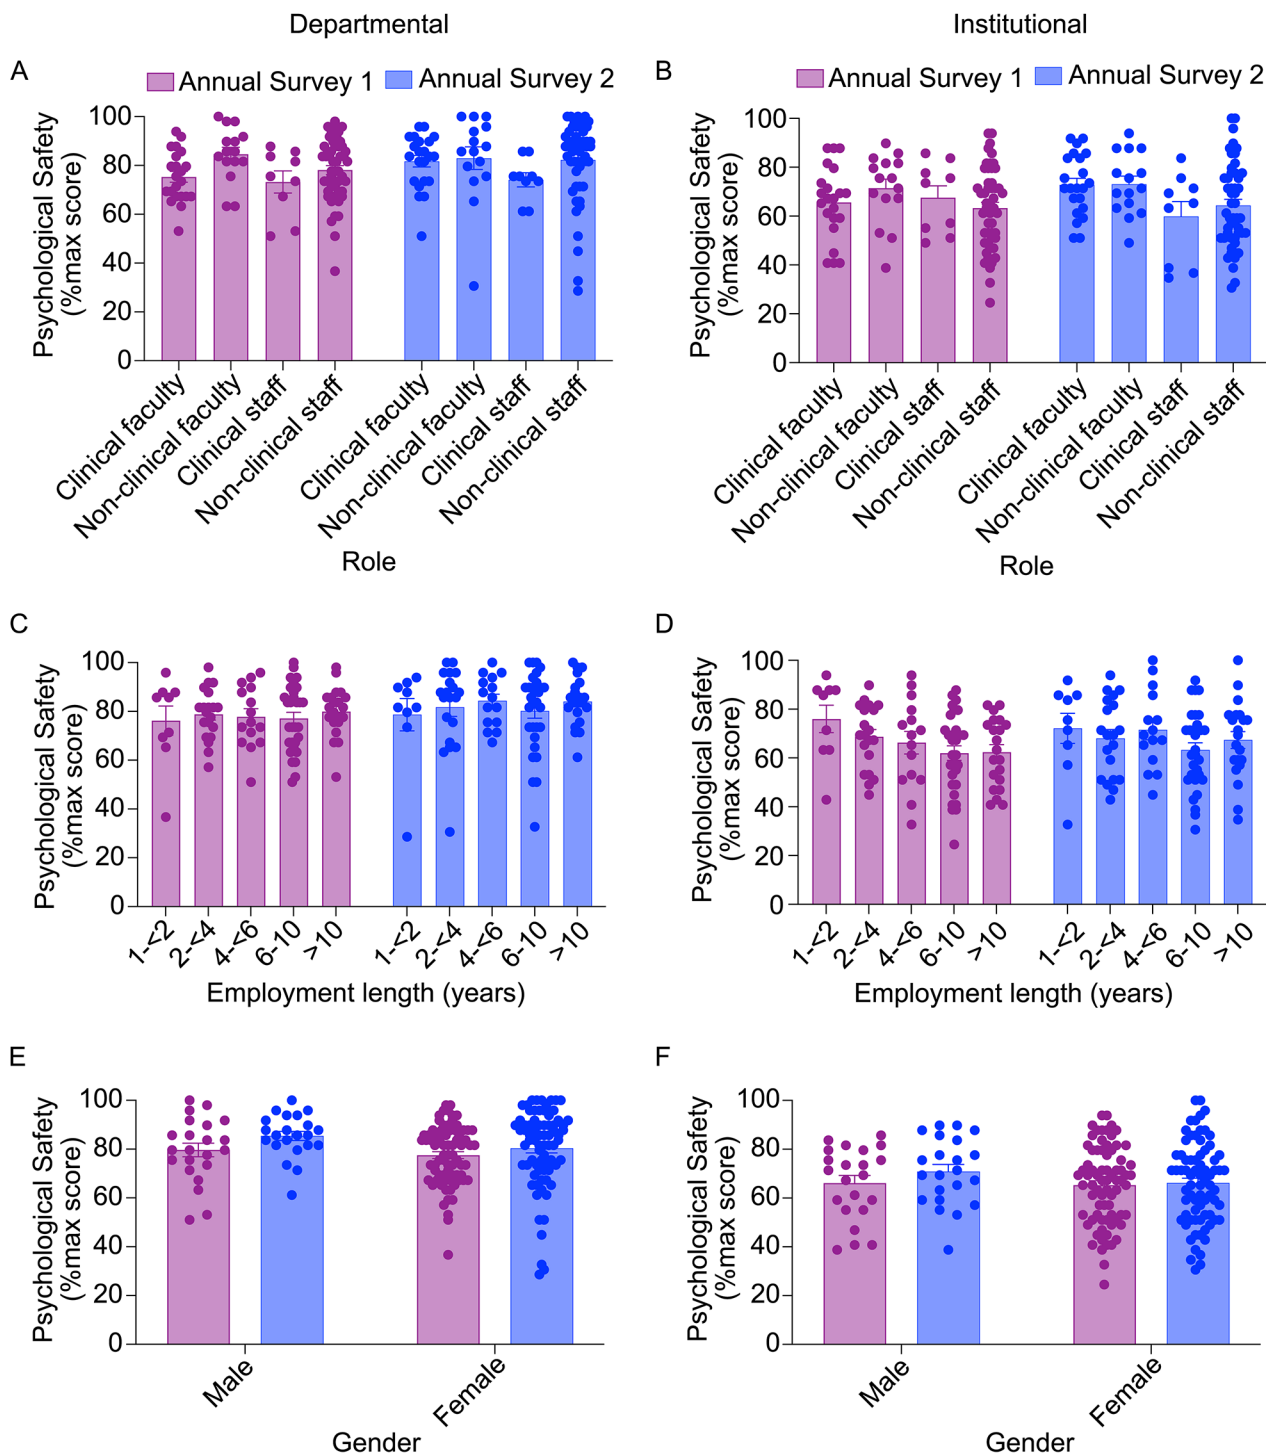 Departmental
Institutional
A
Annual Survey 1
Annual Survey 2
Psychological Safety
(%max score)
100
80
60
40
20
0
Clinical faculty
Non-clinical faculty
Clinical staff
Non-clinical staff
Clinical faculty
Non-clinical faculty
Clinical staff
Non-clinical staff
Role
B
Annual Survey 1
Annual Survey 2
Psychological Safety
(%max score)
100
80
60
40
20
0
Clinical faculty
Non-clinical faculty
Clinical staff
Non-clinical staff
Clinical faculty
Non-clinical faculty
Clinical staff
Non-clinical staff
Role
C
Psychological Safety
(%max score)
100
80
60
40
20
0
1-<2
2-<4
4-<6
6-10
>10
1-<2
2-<4
4-<6
6-10
>10
Employment length (years)
D
Psychological Safety
(%max score)
100
80
60
40
20
0
1-<2
2-<4
4-<6
6-10
>10
1-<2
2-<4
4-<6
6-10
>10
Employment length (years)
E
Psychological Safety
(%max score)
100
80
60
40
20
0
Male
Female
Gender
F
Psychological Safety
(%max score)
100
80
60
40
20
0
Male
Female
Gender